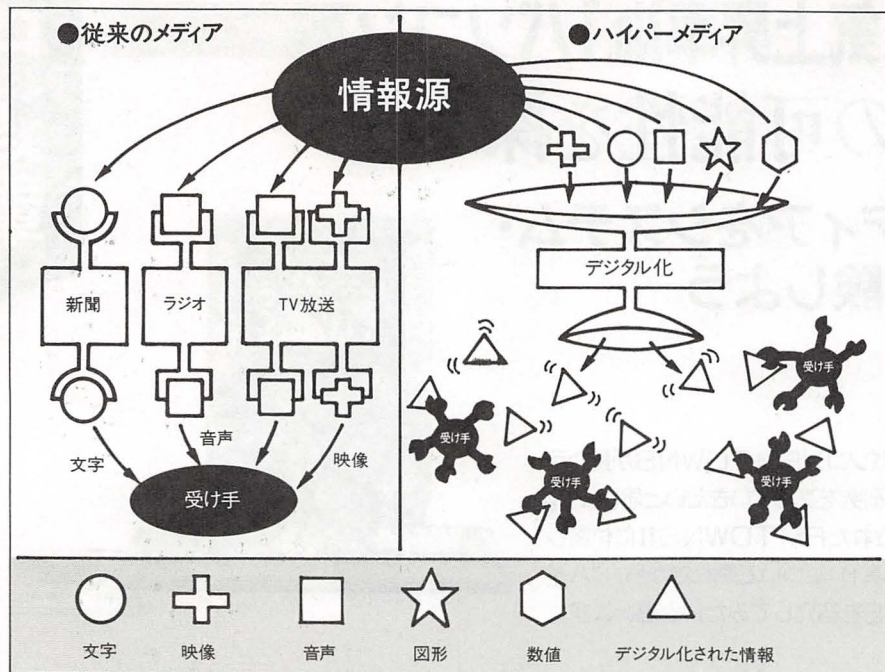 ●従来のメディア
●ハイパーメディア
情報源
新聞
ラジオ
TV放送
デジタル化
文字
音声
映像
受け手
受け手
受け手
受け手
受け手
文字
映像
音声
図形
数値
デジタル化された情報